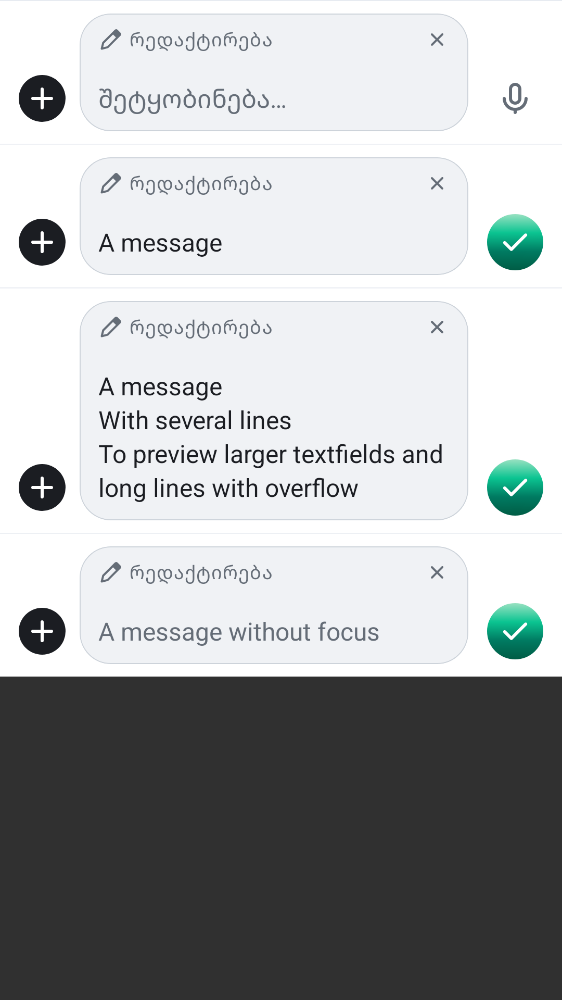 რედაქტირება
შეტყობინება...
რედაქტირება
A message
რედაქტირება
A message
With several lines
To preview larger textfields and
long lines with overflow
რედაქტირება
A message without focus